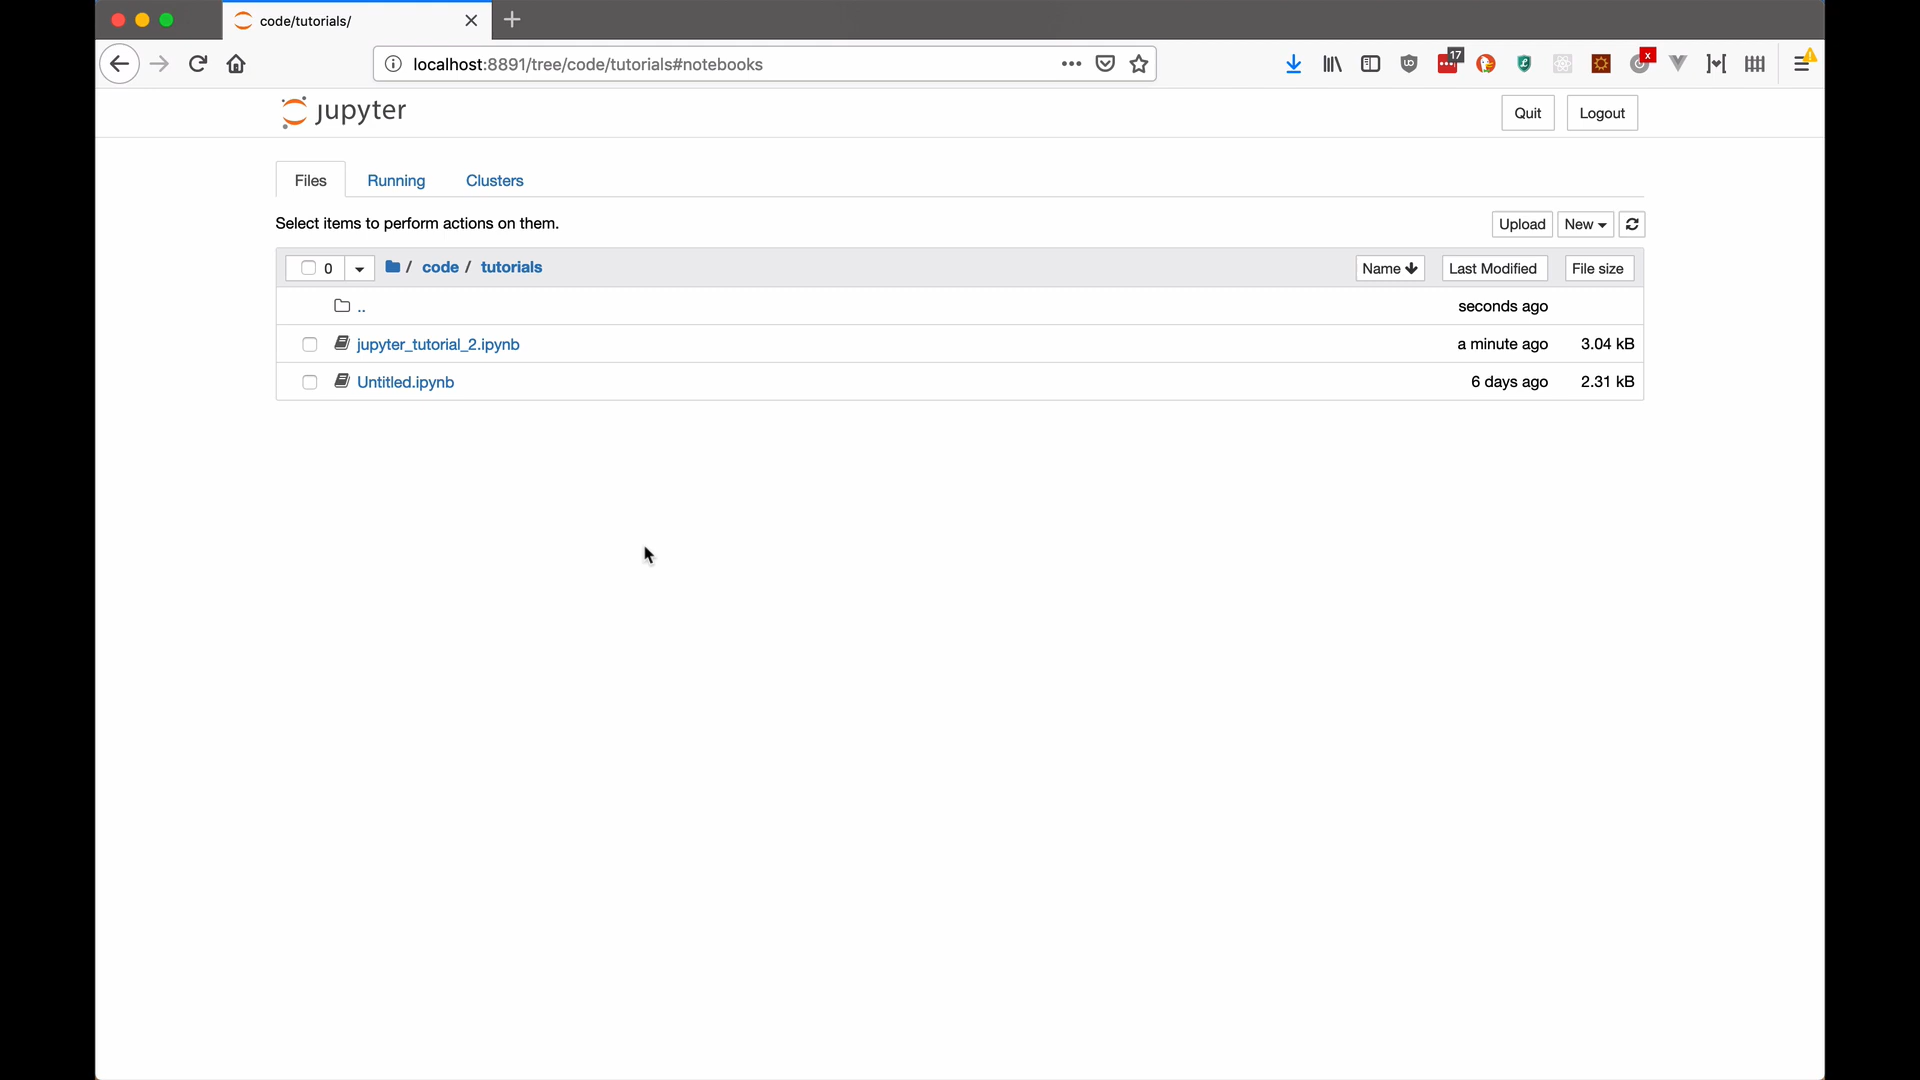 code/tutorials/
localhost:8891/tree/code/tutorials#notebooks
17
x
jupyter
Quit
Logout
Files
Running
Clusters
Select items to perform actions on them.
Upload
New
0
/ code / tutorials
Name
Last Modified
File size
..
seconds ago
jupyter_tutorial_2.ipynb
a minute ago
3.04 kB
Untitled.ipynb
6 days ago
2.31 kB